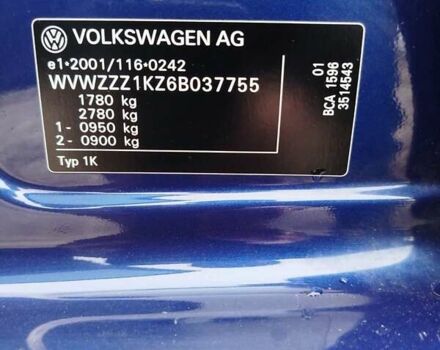 VOLKSWAGEN AG
e1*2001/116*0242
WVWZZZ1KZ6B037755
1780 kg
2780 kg
1- 0950 kg
2- 0900 kg
Typ 1K
01
BCA 1596
3514543